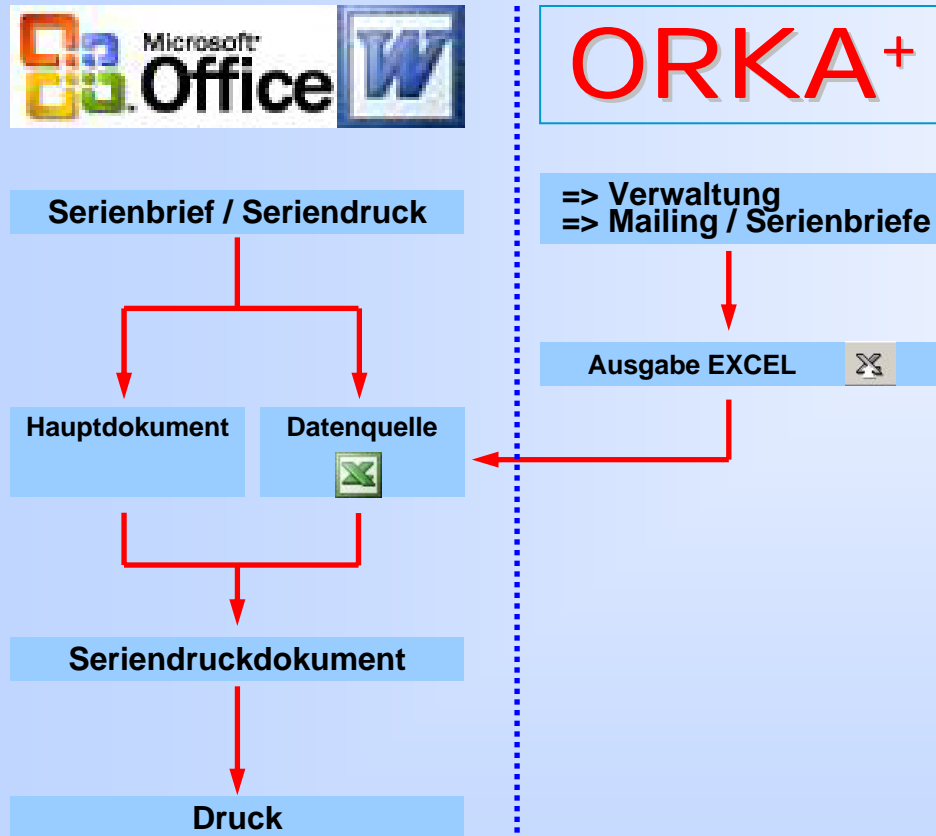 Microsoft
Office
W
Serienbrief / Seriendruck
Hauptdokument
Datenquelle
Seriendruckdokument
Druck
ORKA+
=> Verwaltung
=> Mailing / Serienbriefe
Ausgabe EXCEL